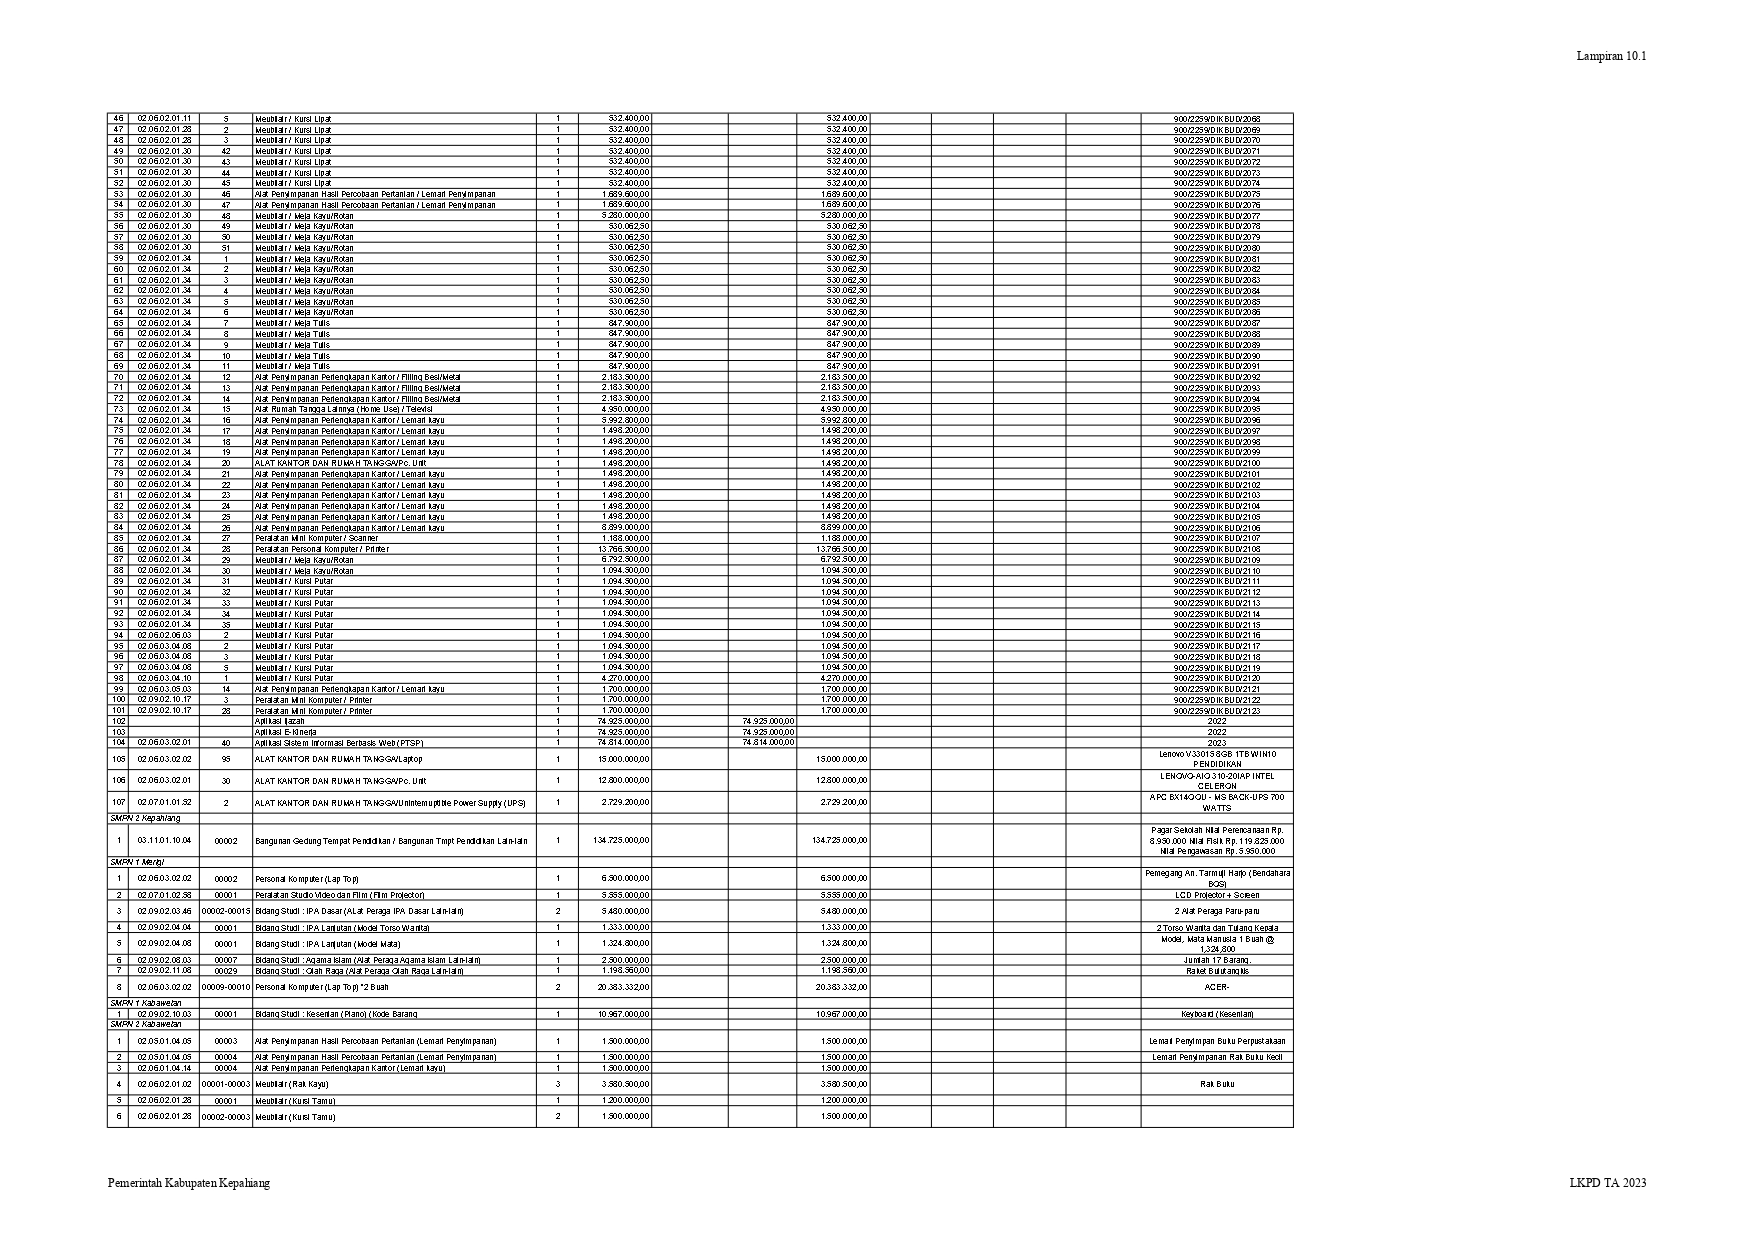 Lampiran 10.1
46 02.06.02.01.11 5 Meubliair / Kursi Lipat 1 532.400,00 532.400,00 900/2259/DIKBUD/2068
47 02.06.02.01.28 2 Meubliair / Kursi Lipat 1 532.400,00 532.400,00 900/2259/DIKBUD/2069
48 02.06.02.01.28 3 Meubliair / Kursi Lipat 1 532.400,00 532.400,00 900/2259/DIKBUD/2070
49 02.06.02.01.30 42 Meubliair / Kursi Lipat 1 532.400,00 532.400,00 900/2259/DIKBUD/2071
50 02.06.02.01.30 43 Meubliair / Kursi Lipat 1 532.400,00 532.400,00 900/2259/DIKBUD/2072
51 02.06.02.01.30 44 Meubliair / Kursi Lipat 1 532.400,00 532.400,00 900/2259/DIKBUD/2073
52 02.06.02.01.30 45 Meubliair / Kursi Lipat 1 532.400,00 532.400,00 900/2259/DIKBUD/2074
53 02.06.02.01.30 46 Alat Penyimpanan Hasil Percobaan Pertanian / Lemari Penyimpanan 1 1.689.600,00 1.689.600,00 900/2259/DIKBUD/2075
54 02.06.02.01.30 47 Alat Penyimpanan Hasil Percobaan Pertanian / Lemari Penyimpanan 1 1.689.600,00 1.689.600,00 900/2259/DIKBUD/2076
55 02.06.02.01.30 48 Meubliair / Meja Kayu/Rotan 1 5.280.000,00 5.280.000,00 900/2259/DIKBUD/2077
56 02.06.02.01.30 49 Meubliair / Meja Kayu/Rotan 1 530.062,50 530.062,50 900/2259/DIKBUD/2078
57 02.06.02.01.30 50 Meubliair / Meja Kayu/Rotan 1 530.062,50 530.062,50 900/2259/DIKBUD/2079
58 02.06.02.01.30 51 Meubliair / Meja Kayu/Rotan 1 530.062,50 530.062,50 900/2259/DIKBUD/2080
59 02.06.02.01.34 1 Meubliair / Meja Kayu/Rotan 1 530.062,50 530.062,50 900/2259/DIKBUD/2081
60 02.06.02.01.34 2 Meubliair / Meja Kayu/Rotan 1 530.062,50 530.062,50 900/2259/DIKBUD/2082
61 02.06.02.01.34 3 Meubliair / Meja Kayu/Rotan 1 530.062,50 530.062,50 900/2259/DIKBUD/2083
62 02.06.02.01.34 4 Meubliair / Meja Kayu/Rotan 1 530.062,50 530.062,50 900/2259/DIKBUD/2084
63 02.06.02.01.34 5 Meubliair / Meja Kayu/Rotan 1 530.062,50 530.062,50 900/2259/DIKBUD/2085
64 02.06.02.01.34 6 Meubliair / Meja Kayu/Rotan 1 530.062,50 530.062,50 900/2259/DIKBUD/2086
65 02.06.02.01.34 7 Meubliair / Meja Tulis 1 847.900,00 847.900,00 900/2259/DIKBUD/2087
66 02.06.02.01.34 8 Meubliair / Meja Tulis 1 847.900,00 847.900,00 900/2259/DIKBUD/2088
67 02.06.02.01.34 9 Meubliair / Meja Tulis 1 847.900,00 847.900,00 900/2259/DIKBUD/2089
68 02.06.02.01.34 10 Meubliair / Meja Tulis 1 847.900,00 847.900,00 900/2259/DIKBUD/2090
69 02.06.02.01.34 11 Meubliair / Meja Tulis 1 847.900,00 847.900,00 900/2259/DIKBUD/2091
70 02.06.02.01.34 12 Alat Penyimpanan Perlengkapan Kantor / Filling Besi/Metal 1 2.183.500,00 2.183.500,00 900/2259/DIKBUD/2092
71 02.06.02.01.34 13 Alat Penyimpanan Perlengkapan Kantor / Filling Besi/Metal 1 2.183.500,00 2.183.500,00 900/2259/DIKBUD/2093
72 02.06.02.01.34 14 Alat Penyimpanan Perlengkapan Kantor / Filling Besi/Metal 1 2.183.500,00 2.183.500,00 900/2259/DIKBUD/2094
73 02.06.02.01.34 15 Alat Rumah Tangga Lainnya (Home Use) / Televisi 1 4.950.000,00 4.950.000,00 900/2259/DIKBUD/2095
74 02.06.02.01.34 16 Alat Penyimpanan Perlengkapan Kantor / Lemari kayu 1 5.992.800,00 5.992.800,00 900/2259/DIKBUD/2096
75 02.06.02.01.34 17 Alat Penyimpanan Perlengkapan Kantor / Lemari kayu 1 1.498.200,00 1.498.200,00 900/2259/DIKBUD/2097
76 02.06.02.01.34 18 Alat Penyimpanan Perlengkapan Kantor / Lemari kayu 1 1.498.200,00 1.498.200,00 900/2259/DIKBUD/2098
77 02.06.02.01.34 19 Alat Penyimpanan Perlengkapan Kantor / Lemari kayu 1 1.498.200,00 1.498.200,00 900/2259/DIKBUD/2099
78 02.06.02.01.34 20 ALAT KANTOR DAN RUMAH TANGGA/Pc. Unit 1 1.498.200,00 1.498.200,00 900/2259/DIKBUD/2100
79 02.06.02.01.34 21 Alat Penyimpanan Perlengkapan Kantor / Lemari kayu 1 1.498.200,00 1.498.200,00 900/2259/DIKBUD/2101
80 02.06.02.01.34 22 Alat Penyimpanan Perlengkapan Kantor / Lemari kayu 1 1.498.200,00 1.498.200,00 900/2259/DIKBUD/2102
81 02.06.02.01.34 23 Alat Penyimpanan Perlengkapan Kantor / Lemari kayu 1 1.498.200,00 1.498.200,00 900/2259/DIKBUD/2103
82 02.06.02.01.34 24 Alat Penyimpanan Perlengkapan Kantor / Lemari kayu 1 1.498.200,00 1.498.200,00 900/2259/DIKBUD/2104
83 02.06.02.01.34 25 Alat Penyimpanan Perlengkapan Kantor / Lemari kayu 1 1.498.200,00 1.498.200,00 900/2259/DIKBUD/2105
84 02.06.02.01.34 26 Alat Penyimpanan Perlengkapan Kantor / Lemari kayu 1 8.899.000,00 8.899.000,00 900/2259/DIKBUD/2106
85 02.06.02.01.34 27 Peralatan Mini Komputer / Scanner 1 1.188.000,00 1.188.000,00 900/2259/DIKBUD/2107
86 02.06.02.01.34 28 Peralatan Personal Komputer / Printer 1 13.766.500,00 13.766.500,00 900/2259/DIKBUD/2108
87 02.06.02.01.34 29 Meubliair / Meja Kayu/Rotan 1 6.792.500,00 6.792.500,00 900/2259/DIKBUD/2109
88 02.06.02.01.34 30 Meubliair / Meja Kayu/Rotan 1 1.094.500,00 1.094.500,00 900/2259/DIKBUD/2110
89 02.06.02.01.34 31 Meubliair / Kursi Putar 1 1.094.500,00 1.094.500,00 900/2259/DIKBUD/2111
90 02.06.02.01.34 32 Meubliair / Kursi Putar 1 1.094.500,00 1.094.500,00 900/2259/DIKBUD/2112
91 02.06.02.01.34 33 Meubliair / Kursi Putar 1 1.094.500,00 1.094.500,00 900/2259/DIKBUD/2113
92 02.06.02.01.34 34 Meubliair / Kursi Putar 1 1.094.500,00 1.094.500,00 900/2259/DIKBUD/2114
93 02.06.02.01.34 35 Meubliair / Kursi Putar 1 1.094.500,00 1.094.500,00 900/2259/DIKBUD/2115
94 02.06.02.06.03 2 Meubliair / Kursi Putar 1 1.094.500,00 1.094.500,00 900/2259/DIKBUD/2116
95 02.06.03.04.08 2 Meubliair / Kursi Putar 1 1.094.500,00 1.094.500,00 900/2259/DIKBUD/2117
96 02.06.03.04.08 3 Meubliair / Kursi Putar 1 1.094.500,00 1.094.500,00 900/2259/DIKBUD/2118
97 02.06.03.04.08 5 Meubliair / Kursi Putar 1 1.094.500,00 1.094.500,00 900/2259/DIKBUD/2119
98 02.06.03.04.10 1 Meubliair / Kursi Putar 1 4.270.000,00 4.270.000,00 900/2259/DIKBUD/2120
99 02.06.03.05.03 14 Alat Penyimpanan Perlengkapan Kantor / Lemari kayu 1 1.700.000,00 1.700.000,00 900/2259/DIKBUD/2121
100 02.09.02.10.17 3 Peralatan Mini Komputer / Printer 1 1.700.000,00 1.700.000,00 900/2259/DIKBUD/2122
101 02.09.02.10.17 28 Peralatan Mini Komputer / Printer 1 1.700.000,00 1.700.000,00 900/2259/DIKBUD/2123
102 Aplikasi Ijazah 1 74.925.000,00 74.925.000,00 2022
103 Aplikasi E-Kinerja 1 74.925.000,00 74.925.000,00 2022
104 02.06.03.02.01 40 Aplikasi Sistem Informasi Berbasis Web (PTSP) 1 74.814.000,00 74.814.000,00 2023
105 02.06.03.02.02 95 ALAT KANTOR DAN RUMAH TANGGA/Laptop 1 15.000.000,00 15.000.000,00 Lenovo V33015 8GB 1TB WIN10
PENDIDIKAN
106 02.06.03.02.01 30 ALAT KANTOR DAN RUMAH TANGGA/Pc. Unit 1 12.800.000,00 12.800.000,00 LENOVO-AIO 310-20IAP INTEL
CELERON
107 02.07.01.01.52 2 ALAT KANTOR DAN RUMAH TANGGA/Uninterruptible Power Supply (UPS) 1 2.729.200,00 2.729.200,00 APC BX14OOU - MS BACK-UPS 700
WATTS
SMPN 2 Kepahiang
1 03.11.01.10.04 00002 Bangunan Gedung Tempat Pendidikan / Bangunan Tmpt Pendidikan Lain-lain 1 134.725.000,00 134.725.000,00 Pagar Sekolah Nilai Perencanaan Rp.
8.950.000 Nilai Fisik Rp. 119.825.000
Nilai Pengawasan Rp. 5.950.000
SMPN 1 Merigi
1 02.06.03.02.02 00002 Personal Komputer (Lap Top) 1 6.500.000,00 6.500.000,00 Pemegang An. Tarmuji Harjo (Bendahara
BOS)
2 02.07.01.02.58 00001 Peralatan Studio Video dan Film (Film Projector) 1 5.555.000,00 5.555.000,00 LCD Projector + Screen
3 02.09.02.03.46 00002-00015 Bidang Studi : IPA Dasar (ALat Peraga IPA Dasar Lain-lain) 2 5.480.000,00 5.480.000,00 2 Alat Peraga Paru-paru
4 02.09.02.04.04 00001 Bidang Studi : IPA Lanjutan (Model Torso Wanita) 1 1.333.000,00 1.333.000,00 2 Torso Wanita dan Tulang Kepala
5 02.09.02.04.08 00001 Bidang Studi : IPA Lanjutan (Model Mata) 1 1.324.800,00 1.324.800,00 Model, Mata Manusia 1 Buah @
1,324,800
6 02.09.02.08.03 00007 Bidang Studi : Agama Islam (Alat Peraga Agama Islam Lain-lain) 1 2.500.000,00 2.500.000,00 Jumlah 17 Barang.
7 02.09.02.11.08 00029 Bidang Studi : Olah Raga (Alat Peraga Olah Raga Lain-lain) 1 1.198.560,00 1.198.560,00 Raket Bulutangkis
8 02.06.03.02.02 00009-00010 Personal Komputer (Lap Top) "2 Buah 2 20.383.332,00 20.383.332,00 ACER-
SMPN 1 Kabawetan
1 02.09.02.10.03 00001 Bidang Studi : Kesenian (Piano) (Kode Barang 1 10.967.000,00 10.967.000,00 Keyboard (Kesenian)
SMPN 2 Kabawetan
1 02.05.01.04.05 00003 Alat Penyimpanan Hasil Percobaan Pertanian (Lemari Penyimpanan) 1 1.500.000,00 1.500.000,00 Lemari Penyimpan Buku Perpustakaan
2 02.05.01.04.05 00004 Alat Penyimpanan Hasil Percobaan Pertanian (Lemari Penyimpanan) 1 1.500.000,00 1.500.000,00 Lemari Penyimpanan Rak Buku Kecil
3 02.06.01.04.14 00004 Alat Penyimpanan Perlengkapan Kantor (Lemari kayu) 1 1.500.000,00 1.500.000,00
4 02.06.02.01.02 00001-00003 Meubliair (Rak Kayu) 3 3.580.500,00 3.580.500,00 Rak Buku
5 02.06.02.01.28 00001 Meubliair (Kursi Tamu) 1 1.200.000,00 1.200.000,00
6 02.06.02.01.28 00002-00003 Meubliair (Kursi Tamu) 2 1.500.000,00 1.500.000,00
Pemerintah Kabupaten Kepahiang
LKPD TA 2023